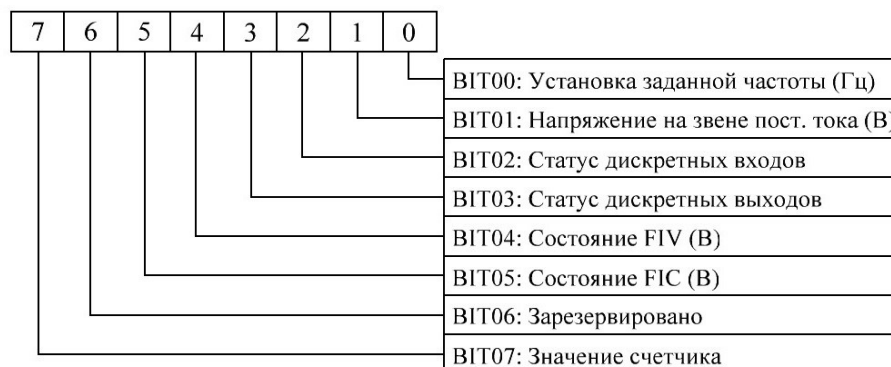 7 6 5 4 3 2 1 0
BIT00: Установка заданной частоты (Гц)
BIT01: Напряжение на звене пост. тока (В)
BIT02: Статус дискретных входов
BIT03: Статус дискретных выходов
BIT04: Состояние FIV (В)
BIT05: Состояние FIC (В)
BIT06: Зарезервировано
BIT07: Значение счетчика